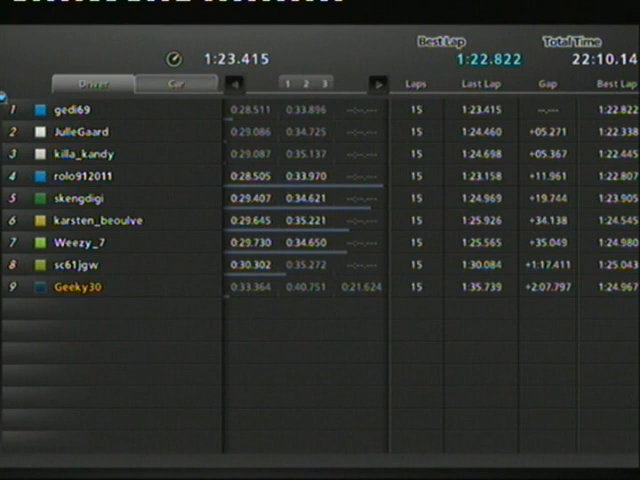 Best Lap Total Time
1:23.415 1:22.822 22:10.14
Driver Car 1 2 3 Laps Last Lap Gap Best Lap
1 gedi69 0:28.511 0:33.896 --:--.--- 15 1:23.415 --.--- 1:22.822
2 JulleGaard 0:29.086 0:34.725 15 1:24.460 +05.271 1:22.338
3 killa_kandy 0:29.087 0:35.137 --:--.--- 15 1:24.698 +05.367 1:22.445
4 rolo912011 0:28.505 0:33.970 15 1:23.158 +11.961 1:22.807
5 skengdigi 0:29.407 0:34.621 --:--.--- 15 1:24.969 +19.744 1:23.905
6 karsten_beoulve 0:29.645 0:35.221 --:--.--- 15 1:25.926 +34.138 1:24.545
7 Weezy_7 0:29.730 0:34.650 --:--.--- 15 1:25.565 +35.049 1:24.980
8 sc61jgw 0:30.302 0:35.272 --:--.--- 15 1:30.084 +1:17.411 1:25.043
9 Geeky30 0:33.364 0:40.751 0:21.624 15 1:35.739 +2:07.797 1:24.967